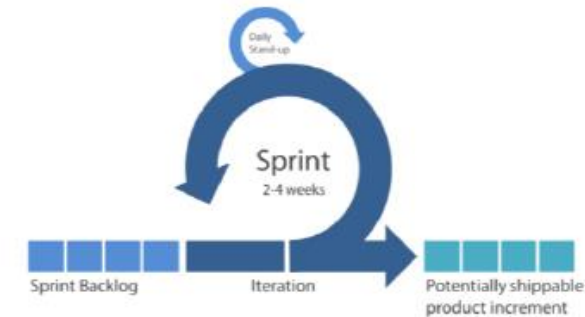 Daily
Stand-up
Sprint
2-4 weeks
Sprint Backlog
Iteration
Potentially shippable
product increment